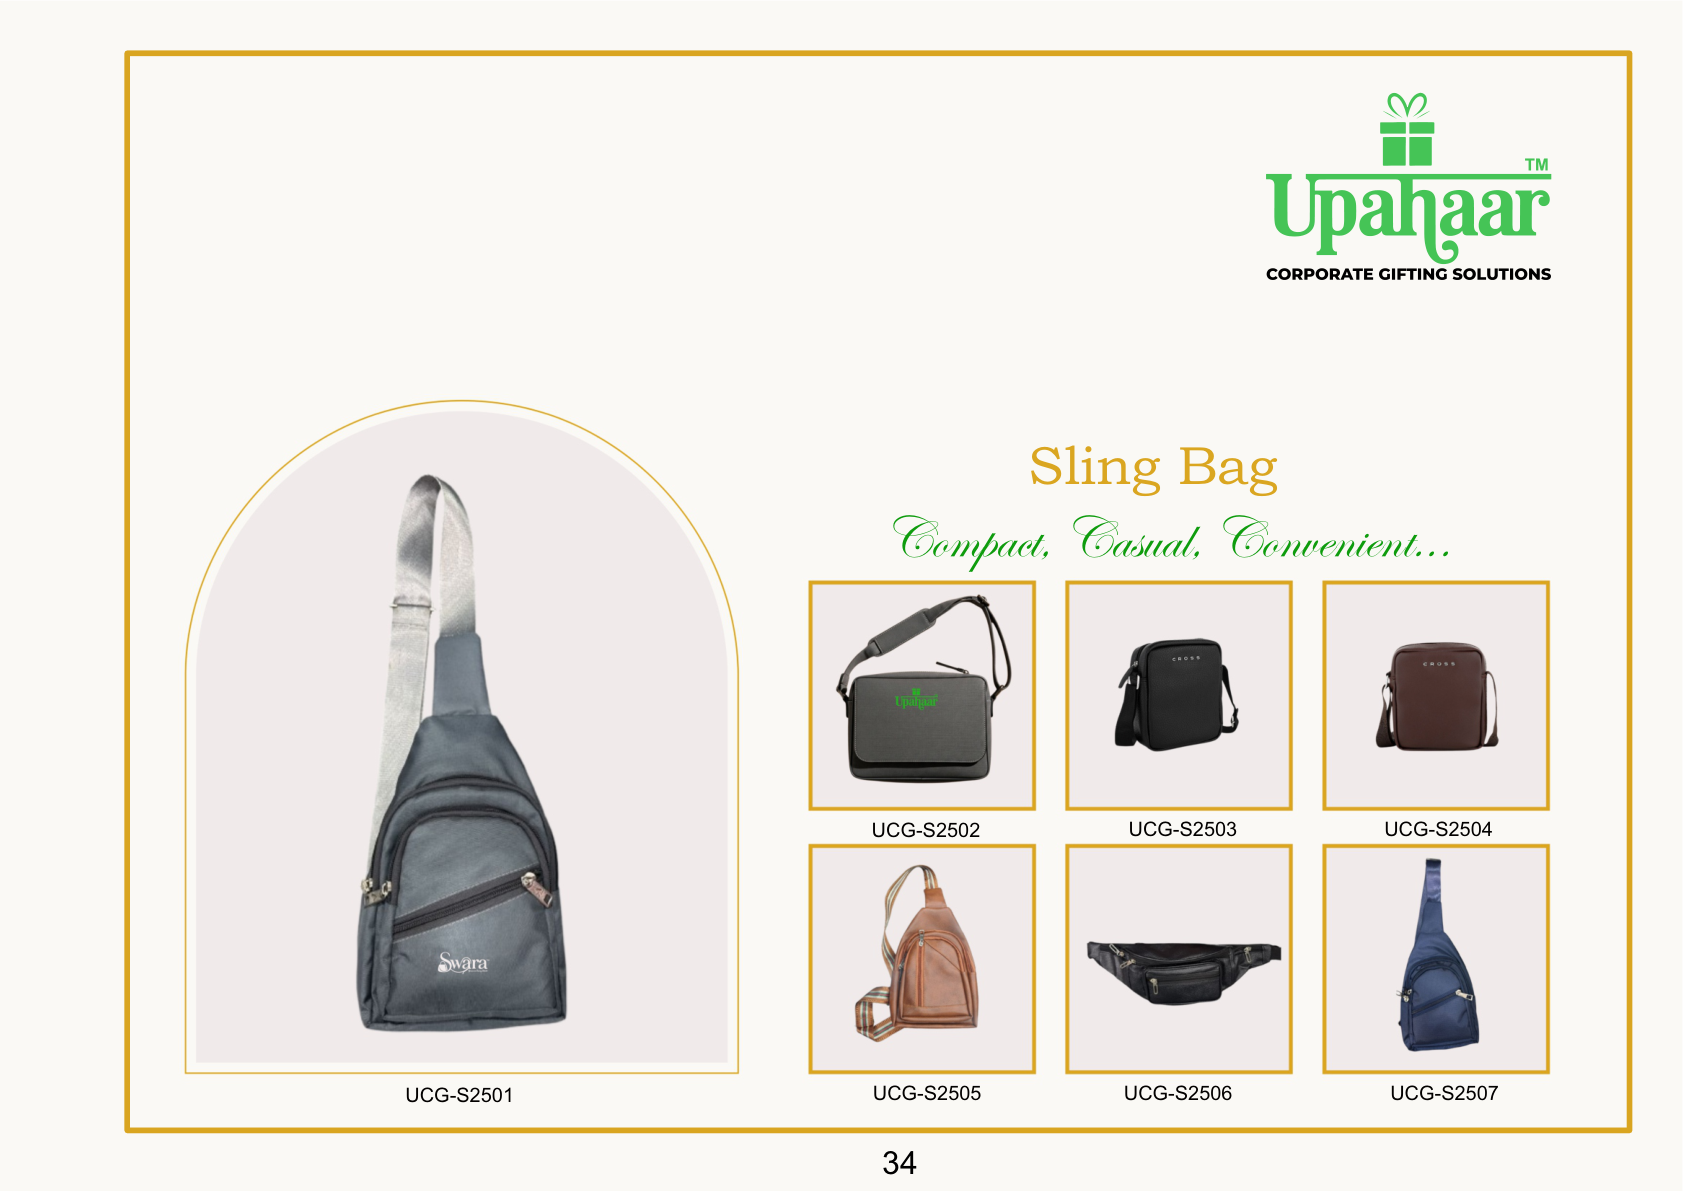 TM
Upahaar
CORPORATE GIFTING SOLUTIONS
Sling Bag
Compact, Casual, Convenient...
Upahaar
CROSS
CROSS
UCG-S2502
UCG-S2503
UCG-S2504
Swara
UCG-S2501
UCG-S2505
UCG-S2506
UCG-S2507
34